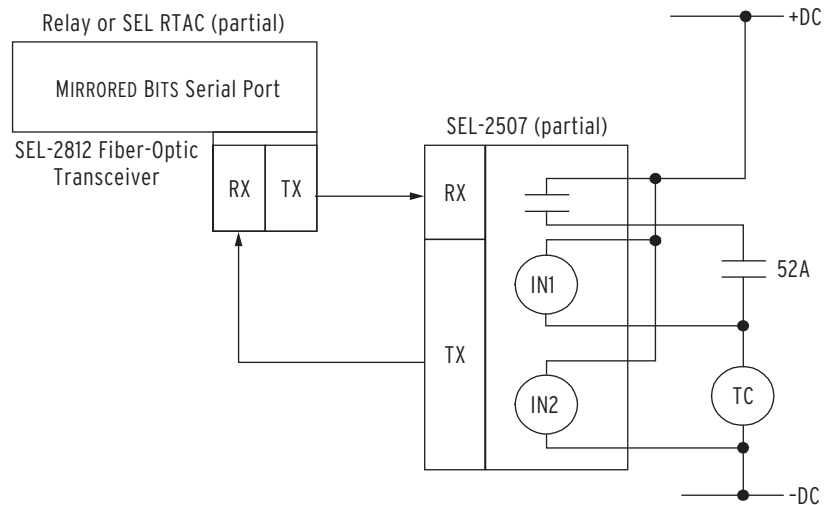 Relay or SEL RTAC (partial)
MIRRORED BITS Serial Port
SEL-2812 Fiber-Optic
Transceiver
RX
TX
SEL-2507 (partial)
RX
TX
IN1
IN2
+DC
52A
TC
-DC